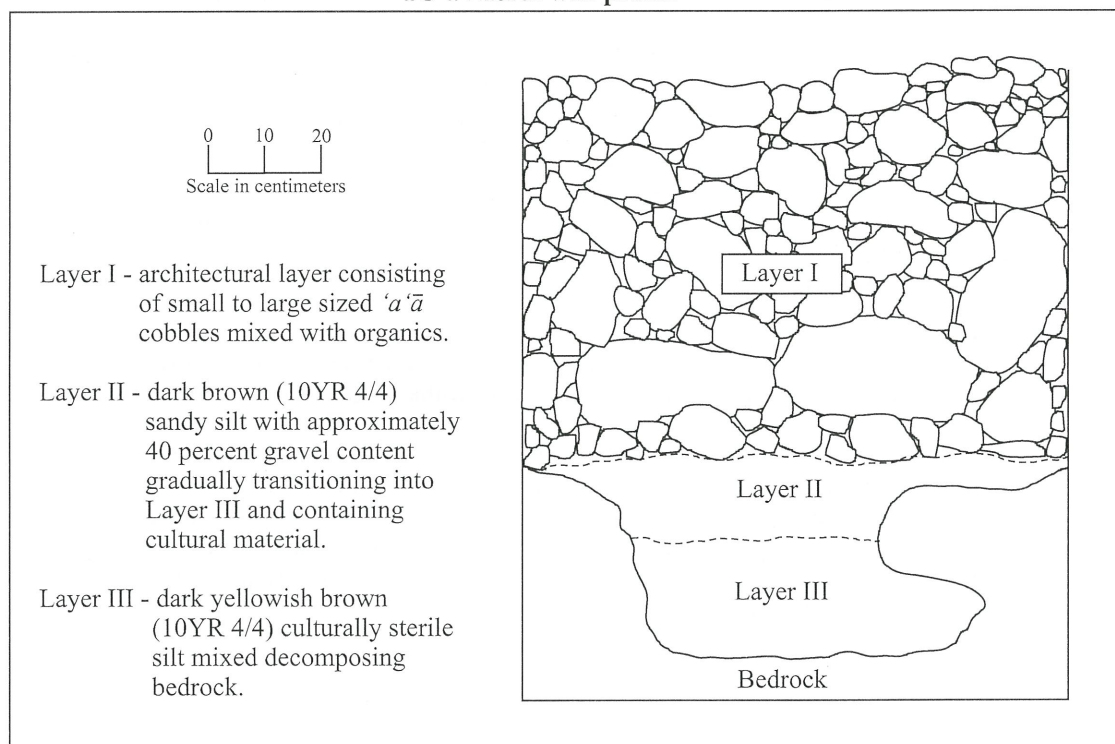 0 10 20
Scale in centimeters
Layer I - architectural layer consisting
of small to large sized ‘a‘ā
cobbles mixed with organics.
Layer II - dark brown (10YR 4/4)
sandy silt with approximately
40 percent gravel content
gradually transitioning into
Layer III and containing
cultural material.
Layer III - dark yellowish brown
(10YR 4/4) culturally sterile
silt mixed decomposing
bedrock.
Layer I
Layer II
Layer III
Bedrock